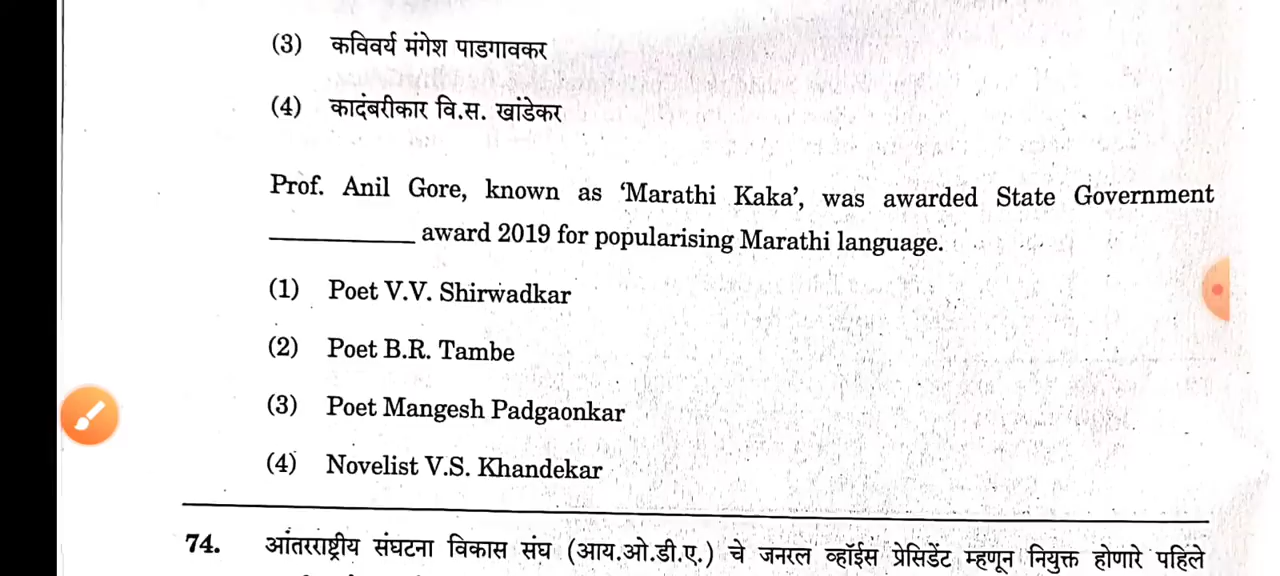 (3) कविवर्य मंगेश पाडगावकर
(4) कादंबरीकार वि.स. खांडेकर
Prof. Anil Gore, known as 'Marathi Kaka', was awarded State Government
__________ award 2019 for popularising Marathi language.
(1) Poet V.V. Shirwadkar
(2) Poet B.R. Tambe
(3) Poet Mangesh Padgaonkar
(4) Novelist V.S. Khandekar
74. आंतरराष्ट्रीय संघटना विकास संघ (आय.ओ.डी.ए.) चे जनरल व्हॉईस प्रेसिडेंट म्हणून नियुक्त होणारे पहिले